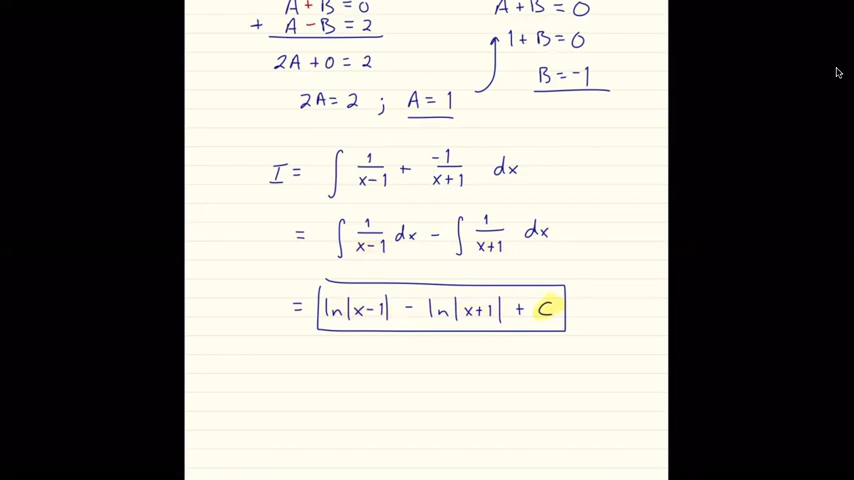 A + B = 0
+ A − B = 2
2A + 0 = 2
2A = 2 ; A = 1
A + B = 0
1 + B = 0
B = −1
I = ∫ 1/(x−1) + −1/(x+1) dx
= ∫ 1/(x−1) dx − ∫ 1/(x+1) dx
= ln|x−1| − ln|x+1| + C